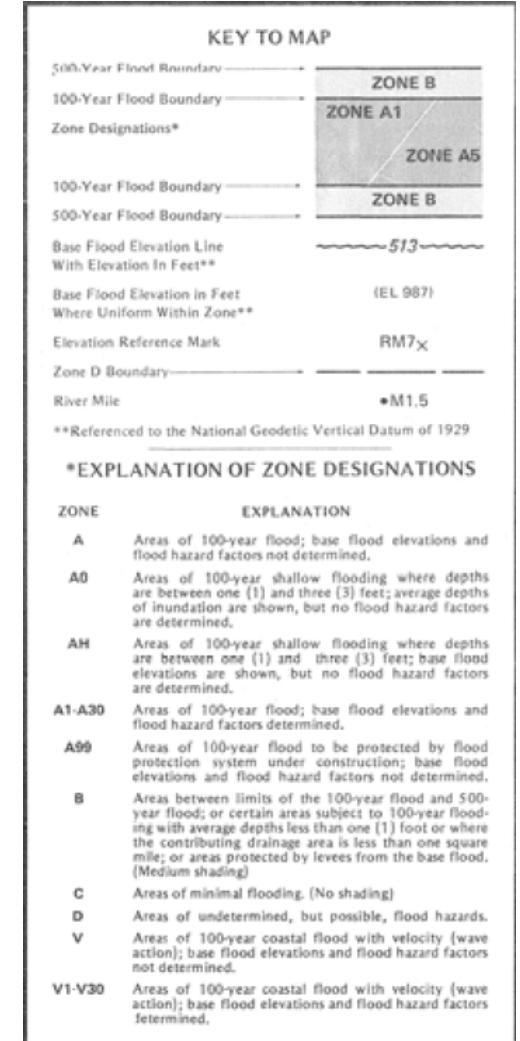 KEY TO MAP
500-Year Flood Boundary
ZONE B
100-Year Flood Boundary
ZONE A1
Zone Designations*
ZONE A5
100-Year Flood Boundary
ZONE B
500-Year Flood Boundary
Base Flood Elevation Line
With Elevation In Feet**
513
Base Flood Elevation in Feet
Where Uniform Within Zone**
(EL 987)
Elevation Reference Mark
RM7×
Zone D Boundary
River Mile
•M1.5
**Referenced to the National Geodetic Vertical Datum of 1929
*EXPLANATION OF ZONE DESIGNATIONS
ZONE EXPLANATION
A Areas of 100-year flood; base flood elevations and
flood hazard factors not determined.
A0 Areas of 100-year shallow flooding where depths
are between one (1) and three (3) feet; average depths
of inundation are shown, but no flood hazard factors
are determined.
AH Areas of 100-year shallow flooding where depths
are between one (1) and three (3) feet; base flood
elevations are shown, but no flood hazard factors
are determined.
A1-A30 Areas of 100-year flood; base flood elevations and
flood hazard factors determined.
A99 Areas of 100-year flood to be protected by flood
protection system under construction; base flood
elevations and flood hazard factors not determined.
B Areas between limits of the 100-year flood and 500-
year flood; or certain areas subject to 100-year flood-
ing with average depths less than one (1) foot or where
the contributing drainage area is less than one square
mile; or areas protected by levees from the base flood.
(Medium shading)
C Areas of minimal flooding. (No shading)
D Areas of undetermined, but possible, flood hazards.
V Areas of 100-year coastal flood with velocity (wave
action); base flood elevations and flood hazard factors
not determined.
V1-V30 Areas of 100-year coastal flood with velocity (wave
action); base flood elevations and flood hazard factors
fetermined.